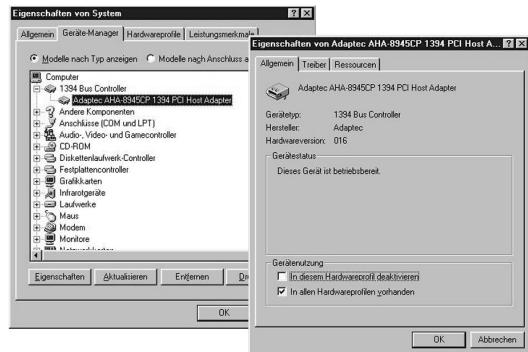 Eigenschaften von System
Allgemein Geräte-Manager Hardwareprofile Leistungsmerkmale
Modelle nach Typ anzeigen Modelle nach Anschluss a
Computer
1394 Bus Controller
Adaptec AHA-8945CP 1394 PCI Host Adapter
Andere Komponenten
Anschlüsse (COM und LPT)
Audio-, Video- und Gamecontroller
CD-ROM
Diskettenlaufwerk-Controller
Festplattencontroller
Grafikkarten
Infrarotgeräte
Laufwerke
Maus
Modem
Monitore
Eigenschaften Aktualisieren Entfernen
OK
Eigenschaften von Adaptec AHA-8945CP 1394 PCI Host A...
Allgemein Treiber Ressourcen
Adaptec AHA-8945CP 1394 PCI Host Adapter
Gerätetyp: 1394 Bus Controller
Hersteller: Adaptec
Hardwareversion: 016
Gerätestatus
Dieses Gerät ist betriebsbereit.
Gerätenutzung
In diesem Hardwareprofil deaktivieren
In allen Hardwareprofilen vorhanden
OK Abbrechen